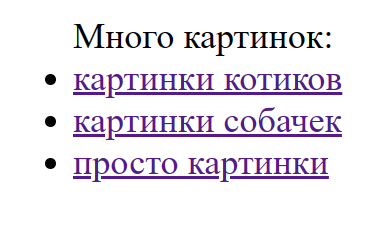 Много картинок:
картинки котиков
картинки собачек
просто картинки